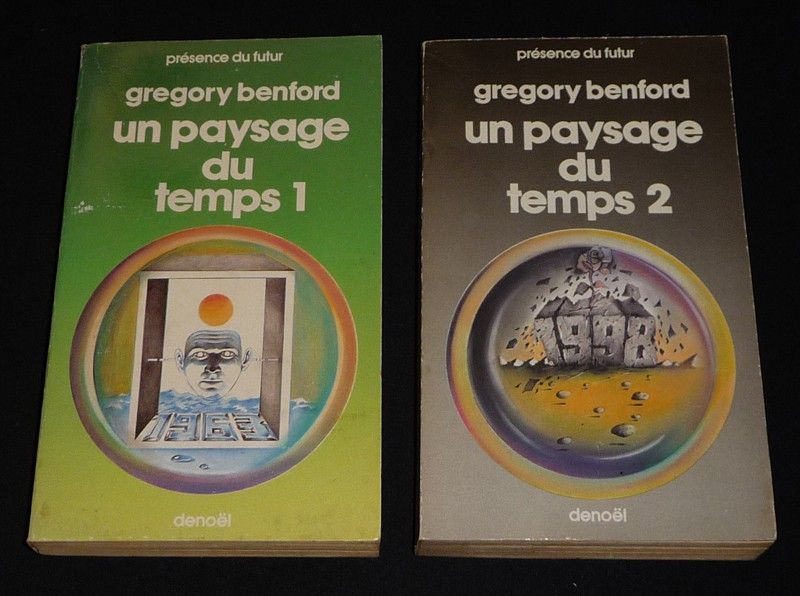 présence du futur
gregory benford
un paysage
du
temps 1
1963
denoël
présence du futur
gregory benford
un paysage
du
temps 2
1998
denoël